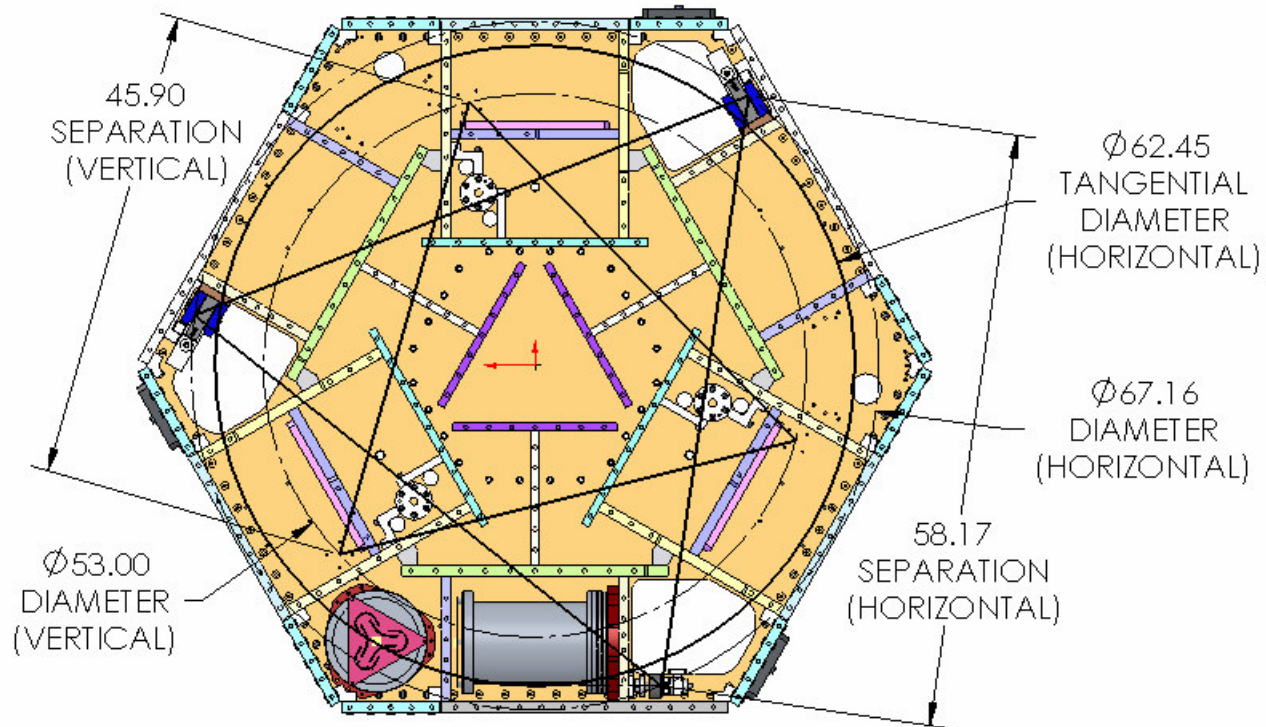 45.90
SEPARATION
(VERTICAL)
Ø62.45
TANGENTIAL
DIAMETER
(HORIZONTAL)
Ø67.16
DIAMETER
(HORIZONTAL)
58.17
SEPARATION
(HORIZONTAL)
Ø53.00
DIAMETER
(VERTICAL)